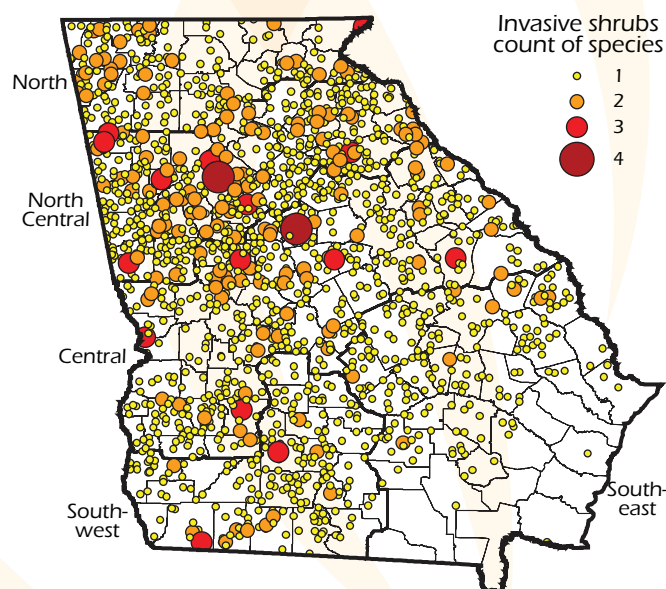 Invasive shrubs
count of species
1
2
3
4
North
North
Central
Central
South-
west
South-
east